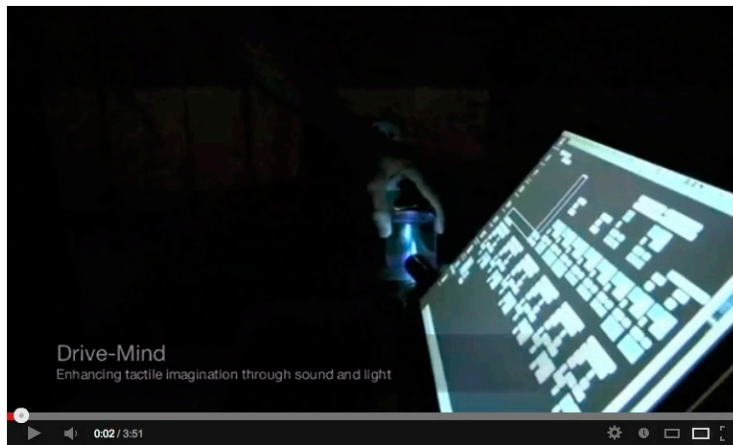 Drive-Mind
Enhancing tactile imagination through sound and light
0:02 / 3:51